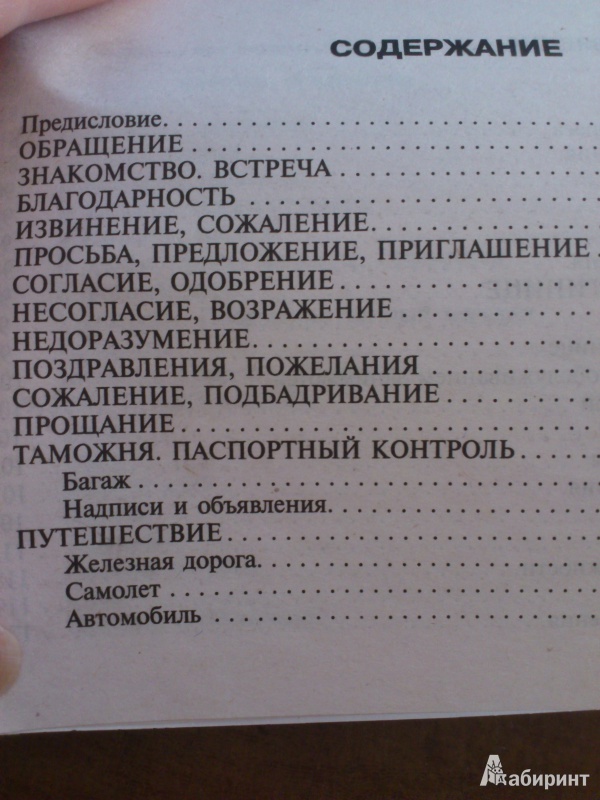 СОДЕРЖАНИЕ
Предисловие. . . . . . . . . . . . . . . . . . . . . . . . . . . . . . . .
ОБРАЩЕНИЕ . . . . . . . . . . . . . . . . . . . . . . . . . . . . . .
ЗНАКОМСТВО. ВСТРЕЧА . . . . . . . . . . . . . . . . . . .
БЛАГОДАРНОСТЬ . . . . . . . . . . . . . . . . . . . . . . . . . .
ИЗВИНЕНИЕ, СОЖАЛЕНИЕ. . . . . . . . . . . . . . . . .
ПРОСЬБА, ПРЕДЛОЖЕНИЕ, ПРИГЛАШЕНИЕ .
СОГЛАСИЕ, ОДОБРЕНИЕ . . . . . . . . . . . . . . . . . . .
НЕСОГЛАСИЕ, ВОЗРАЖЕНИЕ . . . . . . . . . . . . . . .
НЕДОРАЗУМЕНИЕ. . . . . . . . . . . . . . . . . . . . . . . . .
ПОЗДРАВЛЕНИЯ, ПОЖЕЛАНИЯ . . . . . . . . . . . . .
СОЖАЛЕНИЕ, ПОДБАДРИВАНИЕ . . . . . . . . . . . .
ПРОЩАНИЕ . . . . . . . . . . . . . . . . . . . . . . . . . . . . . .
ТАМОЖНЯ. ПАСПОРТНЫЙ КОНТРОЛЬ . . . . . .
Багаж . . . . . . . . . . . . . . . . . . . . . . . . . . . . . . . . .
Надписи и объявления. . . . . . . . . . . . . . . . . . . .
ПУТЕШЕСТВИЕ . . . . . . . . . . . . . . . . . . . . . . . . . . .
Железная дорога. . . . . . . . . . . . . . . . . . . . . . . . .
Самолет . . . . . . . . . . . . . . . . . . . . . . . . . . . . . . .
Автомобиль . . . . . . . . . . . . . . . . . . . . . . . . . . . .
Лабиринт